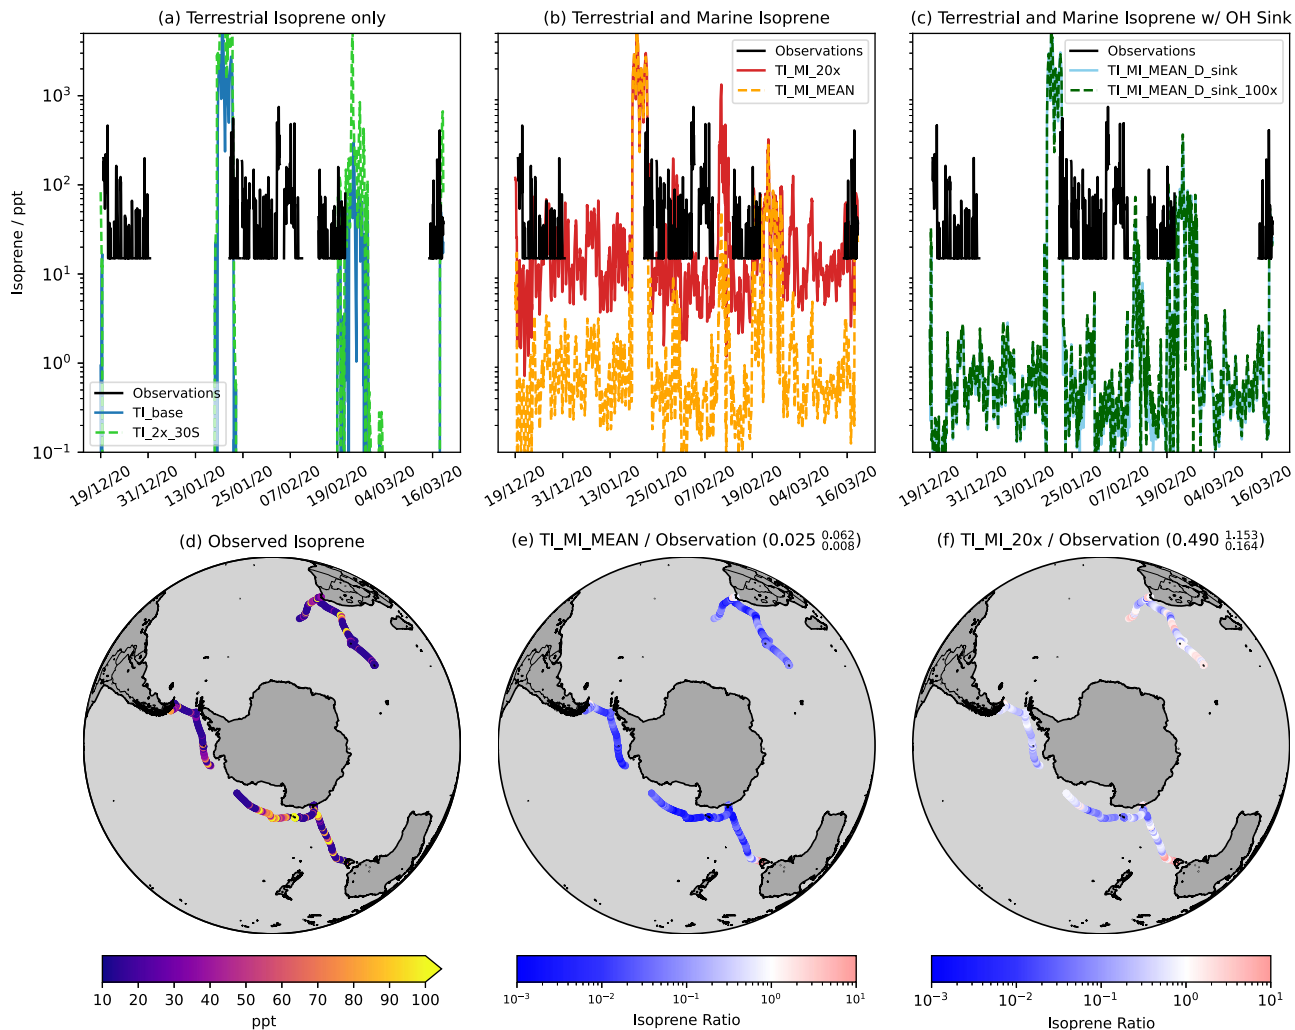 (a) Terrestrial Isoprene only
(b) Terrestrial and Marine Isoprene
(c) Terrestrial and Marine Isoprene w/ OH Sink
Isoprene / ppt
10³
10²
10¹
10⁰
10⁻¹
Observations
TI_base
TI_2x_30S
Observations
TI_MI_20x
TI_MI_MEAN
Observations
TI_MI_MEAN_D_sink
TI_MI_MEAN_D_sink_100x
19/12/20
31/12/20
13/01/20
25/01/20
07/02/20
19/02/20
04/03/20
16/03/20
19/12/20
31/12/20
13/01/20
25/01/20
07/02/20
19/02/20
04/03/20
16/03/20
19/12/20
31/12/20
13/01/20
25/01/20
07/02/20
19/02/20
04/03/20
16/03/20
(d) Observed Isoprene
(e) TI_MI_MEAN / Observation (0.025 0.062 0.008)
(f) TI_MI_20x / Observation (0.490 1.153 0.164)
10 20 30 40 50 60 70 80 90 100
ppt
10⁻³ 10⁻² 10⁻¹ 10⁰ 10¹
Isoprene Ratio
10⁻³ 10⁻² 10⁻¹ 10⁰ 10¹
Isoprene Ratio